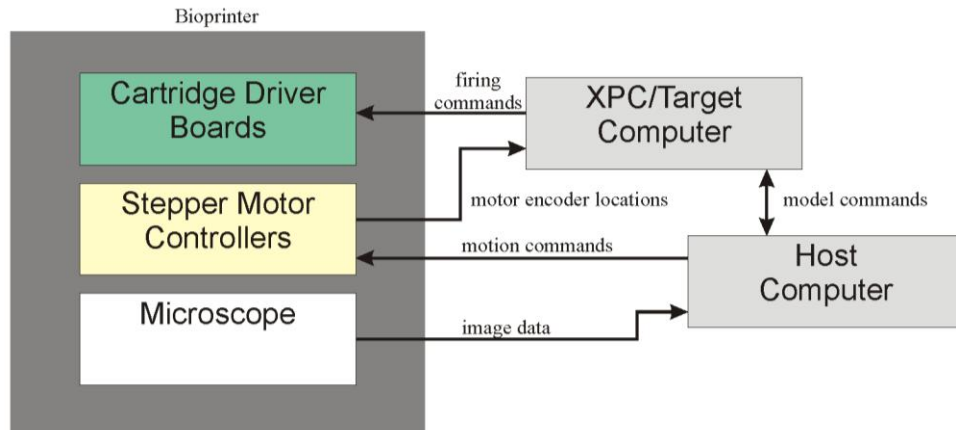 Bioprinter
Cartridge Driver
Boards
firing
commands
XPC/Target
Computer
Stepper Motor
Controllers
motor encoder locations
model commands
motion commands
Host
Computer
Microscope
image data